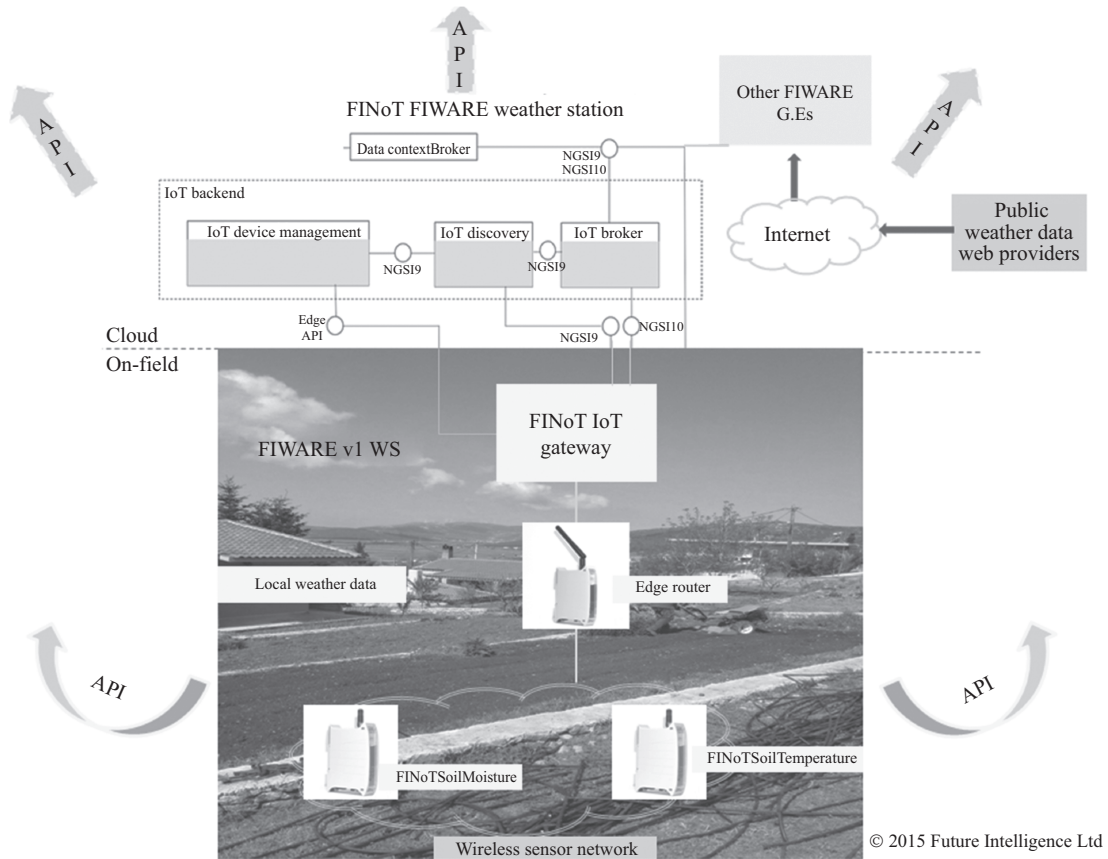 API
API
API
FINoT FIWARE weather station
Other FIWARE
G.Es
Data contextBroker
NGSI9
NGSI10
IoT backend
IoT device management
IoT discovery
IoT broker
NGSI9
NGSI9
Internet
Public
weather data
web providers
Edge
API
NGSI9
NGSI10
Cloud
On-field
FINoT IoT
gateway
FIWARE v1 WS
Local weather data
Edge router
API
API
FINoTSoilMoisture
FINoTSoilTemperature
Wireless sensor network
© 2015 Future Intelligence Ltd